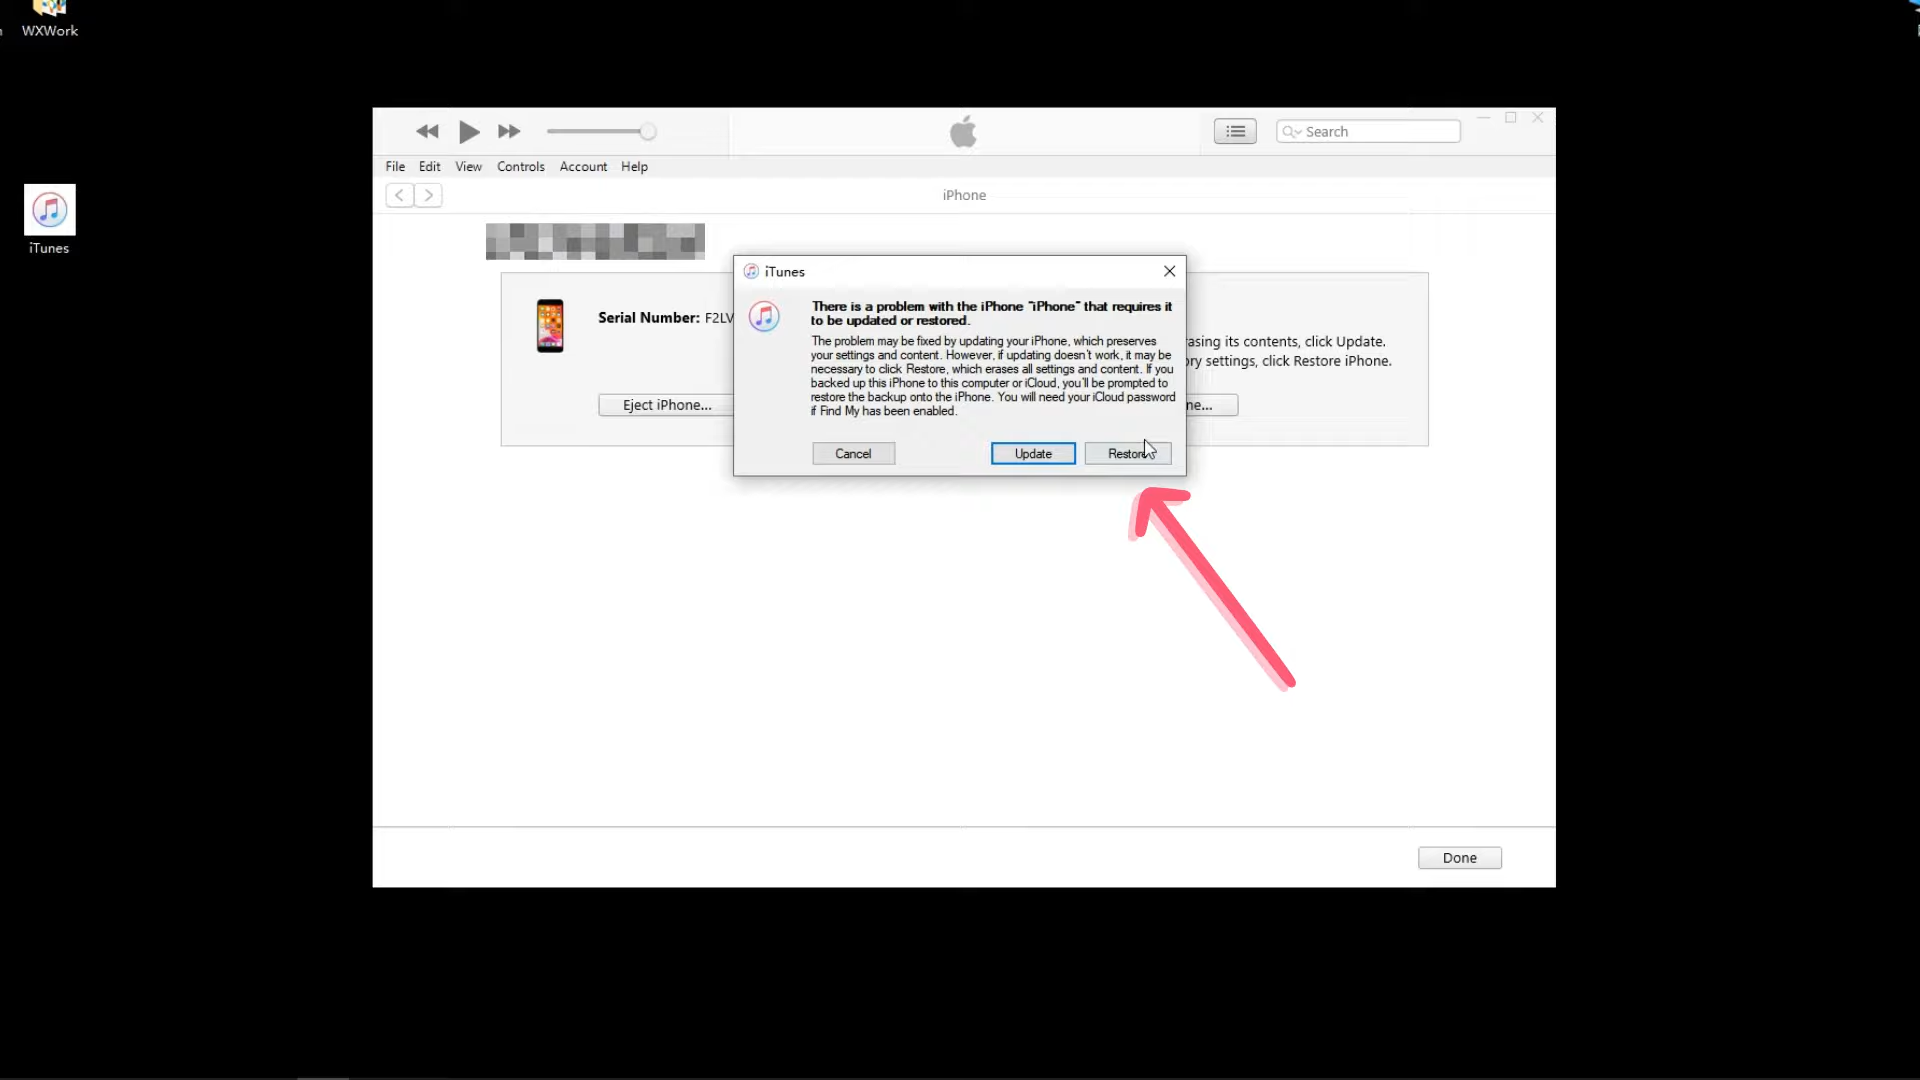 WXWork
iTunes
Search
File Edit View Controls Account Help
iPhone
Serial Number: F2LV
Eject iPhone...
asing its contents, click Update.
ory settings, click Restore iPhone.
ne...
iTunes
There is a problem with the iPhone "iPhone" that requires it
to be updated or restored.
The problem may be fixed by updating your iPhone, which preserves
your settings and content. However, if updating doesn't work, it may be
necessary to click Restore, which erases all settings and content. If you
backed up this iPhone to this computer or iCloud, you'll be prompted to
restore the backup onto the iPhone. You will need your iCloud password
if Find My has been enabled.
Cancel Update Restore
Done